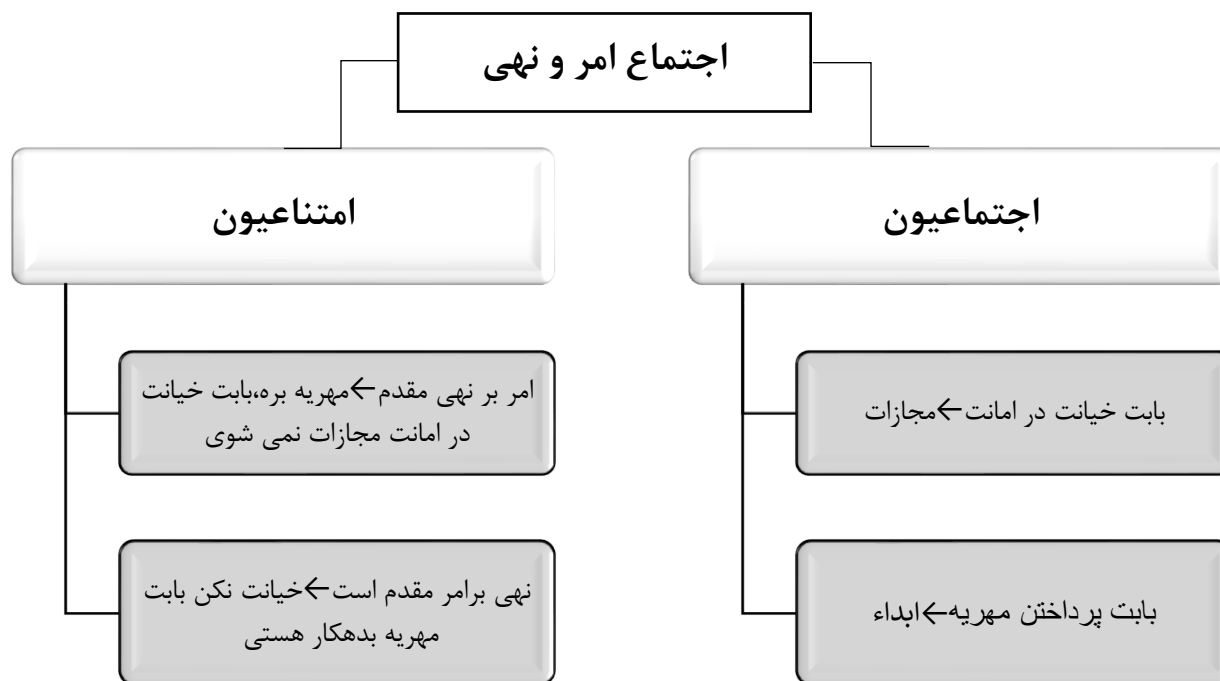 اجتماع امر و نهی
اجتماعیون
امتناعیون
بابت خیانت در امانت←مجازات
امر بر نهی مقدم←مهریه بره،بابت خیانت
در امانت مجازات نمی شوی
بابت پرداختن مهریه←ابداء
نهی برامر مقدم است←خیانت نکن بابت
مهریه بدهکار هستی